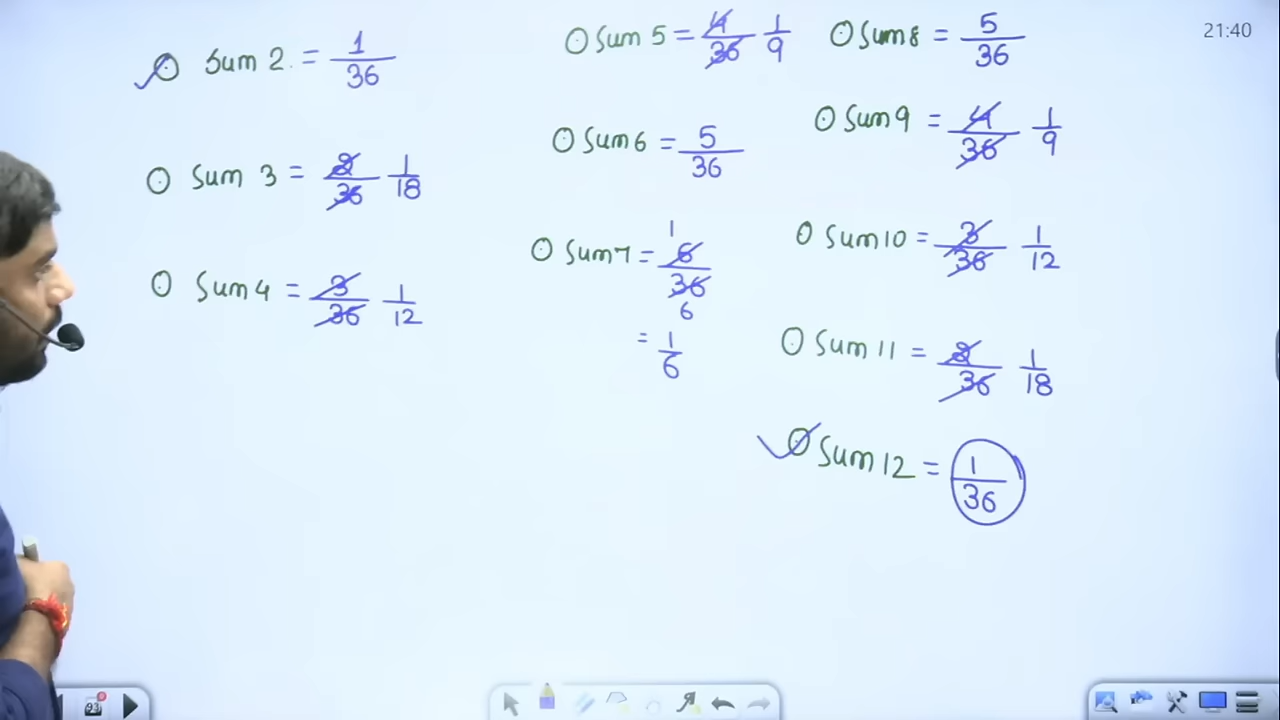 Sum 2 = 1/36
Sum 3 = 2/36 1/18
Sum 4 = 3/36 1/12
Sum 5 = 4/36 1/9
Sum 6 = 5/36
Sum 7 = 6/36 1 6
= 1/6
Sum 8 = 5/36
Sum 9 = 4/36 1/9
Sum 10 = 3/36 1/12
Sum 11 = 2/36 1/18
Sum 12 = 1/36
21:40
93